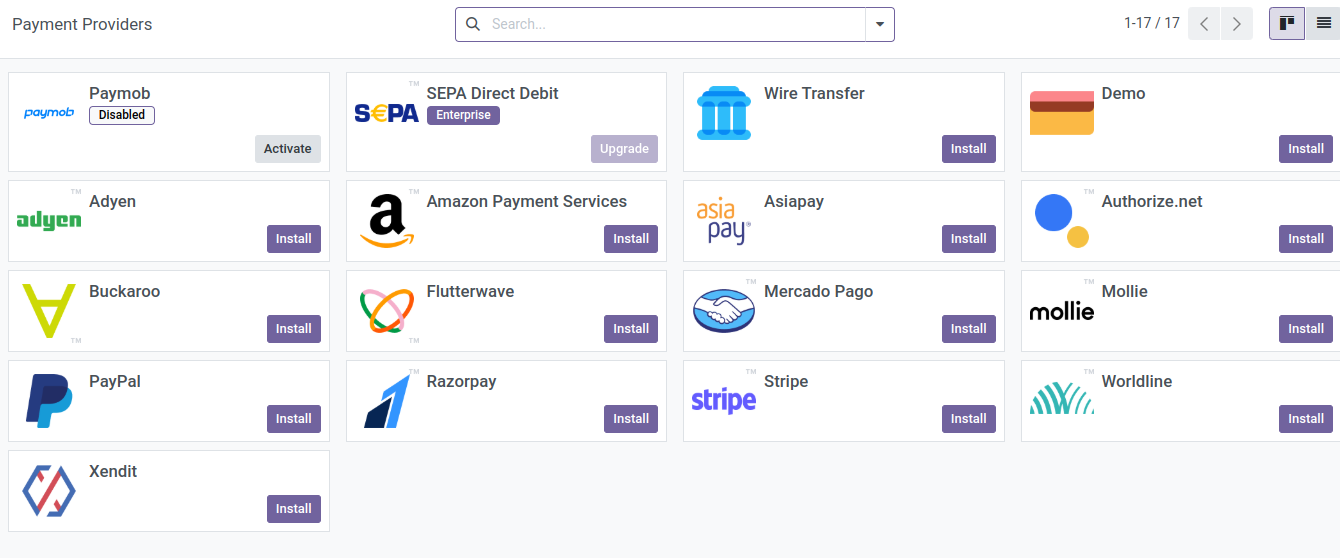 Payment Providers
Search...
1-17 / 17
paymob
Paymob
Disabled
Activate
TM
S€PA
SEPA Direct Debit
Enterprise
Upgrade
Wire Transfer
Install
Demo
Install
TM
adyen
Adyen
Install
TM
a
Amazon Payment Services
Install
asia
pay®
Asiapay
Install
TM
Authorize.net
Install
TM
Buckaroo
Install
TM
Flutterwave
Install
TM
Mercado Pago
Install
TM
mollie
Mollie
Install
PayPal
Install
TM
Razorpay
Install
TM
stripe
Stripe
Install
TM
Worldline
Install
Xendit
Install